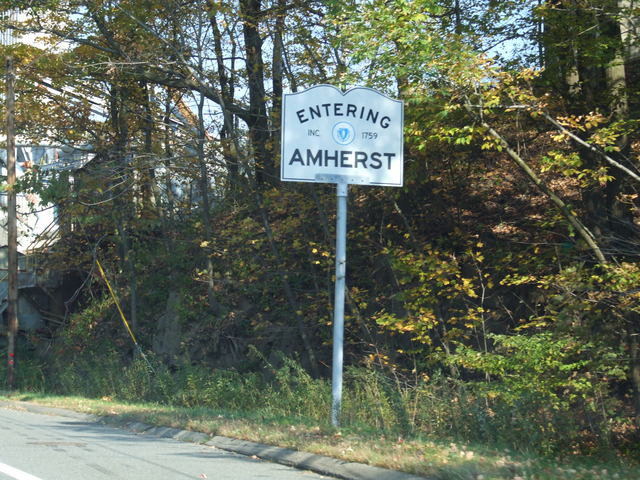 ENTERING
INC. 1759
AMHERST